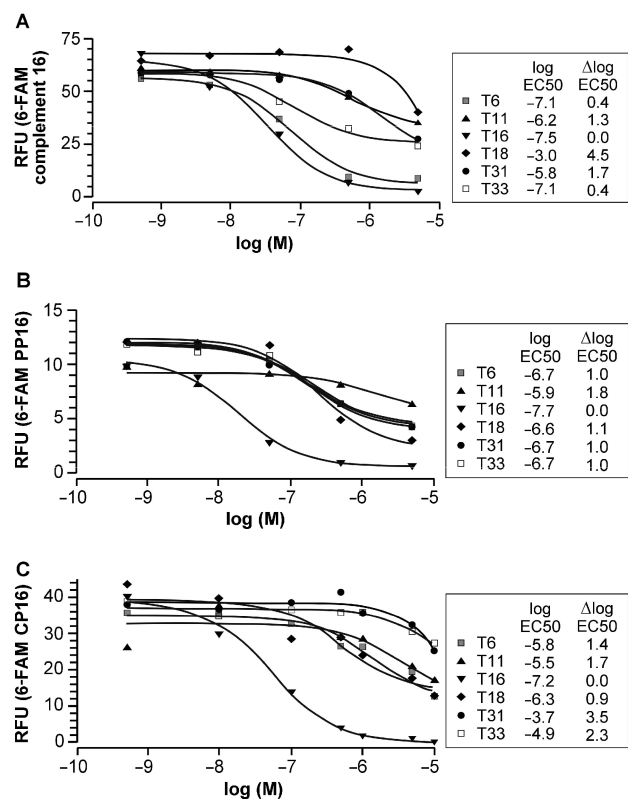 A
RFU (6-FAM
complement 16)
75
50
25
0
−10 −9 −8 −7 −6 −5 −4
log (M)
log ∆log
EC50 EC50
T6 −7.1 0.4
T11 −6.2 1.3
T16 −7.5 0.0
T18 −3.0 4.5
T31 −5.8 1.7
T33 −7.1 0.4
B
RFU (6-FAM PP16)
15
10
5
0
−10 −9 −8 −7 −6 −5 −4
log (M)
log ∆log
EC50 EC50
T6 −6.7 1.0
T11 −5.9 1.8
T16 −7.7 0.0
T18 −6.6 1.1
T31 −6.7 1.0
T33 −6.7 1.0
C
RFU (6-FAM CP16)
40
30
20
10
0
−10 −9 −8 −7 −6 −5
log (M)
log ∆log
EC50 EC50
T6 −5.8 1.4
T11 −5.5 1.7
T16 −7.2 0.0
T18 −6.3 0.9
T31 −3.7 3.5
T33 −4.9 2.3